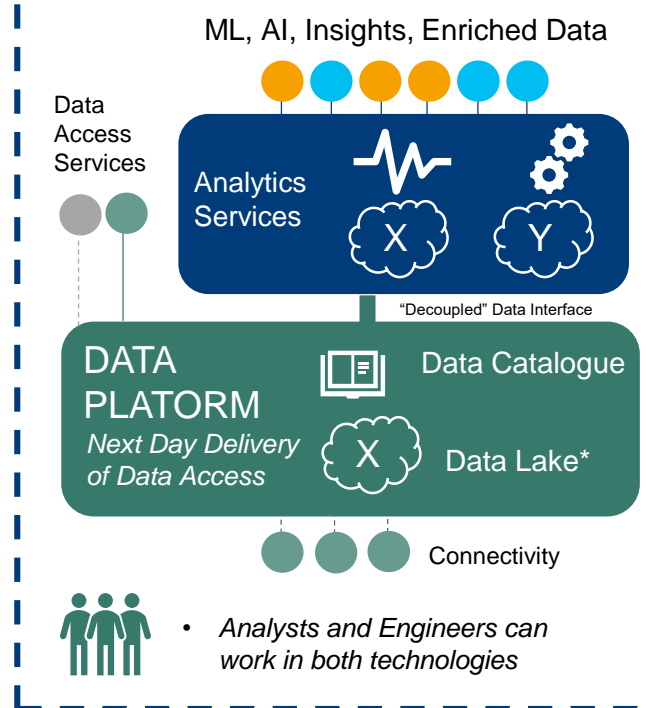 ML, AI, Insights, Enriched Data
Data
Access
Services
Analytics
Services
X
Y
“Decoupled” Data Interface
DATA
PLATORM
Next Day Delivery
of Data Access
Data Catalogue
X
Data Lake*
Connectivity
• Analysts and Engineers can
work in both technologies